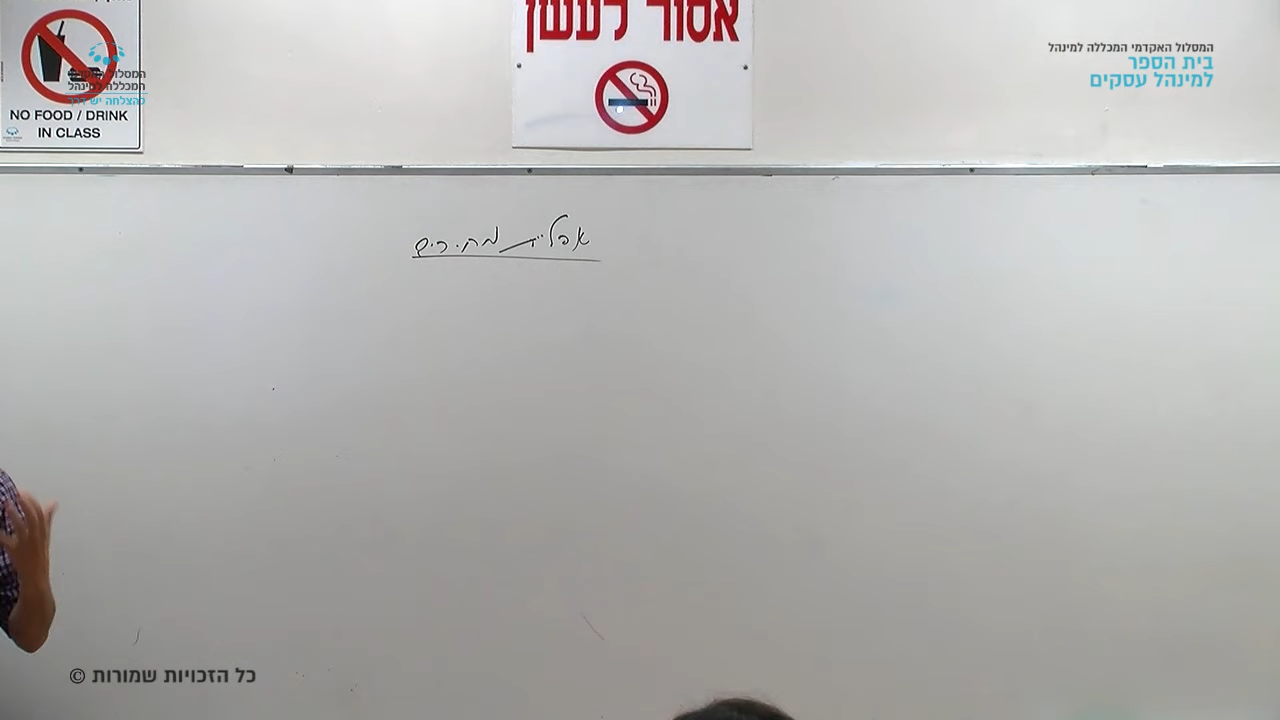 אסור לעשן
המסלול האקדמי המכללה למינהל
בית הספר
למינהל עסקים
NO FOOD / DRINK
IN CLASS
אפליית מחירים
כל הזכויות שמורות ©